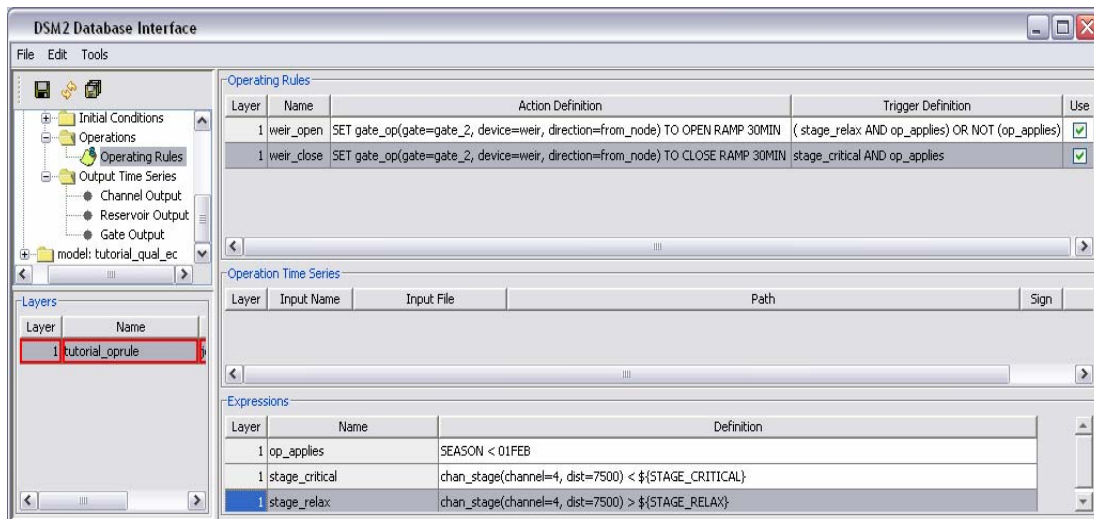 DSM2 Database Interface
File Edit Tools
Initial Conditions
Operations
Operating Rules
Output Time Series
Channel Output
Reservoir Output
Gate Output
model: tutorial_qual_ec
Layers
Layer Name
1 tutorial_oprule
Operating Rules
Layer Name Action Definition Trigger Definition Use
1 weir_open SET gate_op(gate=gate_2, device=weir, direction=from_node) TO OPEN RAMP 30MIN ( stage_relax AND op_applies) OR NOT (op_applies)
1 weir_close SET gate_op(gate=gate_2, device=weir, direction=from_node) TO CLOSE RAMP 30MIN stage_critical AND op_applies
Operation Time Series
Layer Input Name Input File Path Sign
Expressions
Layer Name Definition
1 op_applies SEASON < 01FEB
1 stage_critical chan_stage(channel=4, dist=7500) < ${STAGE_CRITICAL}
1 stage_relax chan_stage(channel=4, dist=7500) > ${STAGE_RELAX}